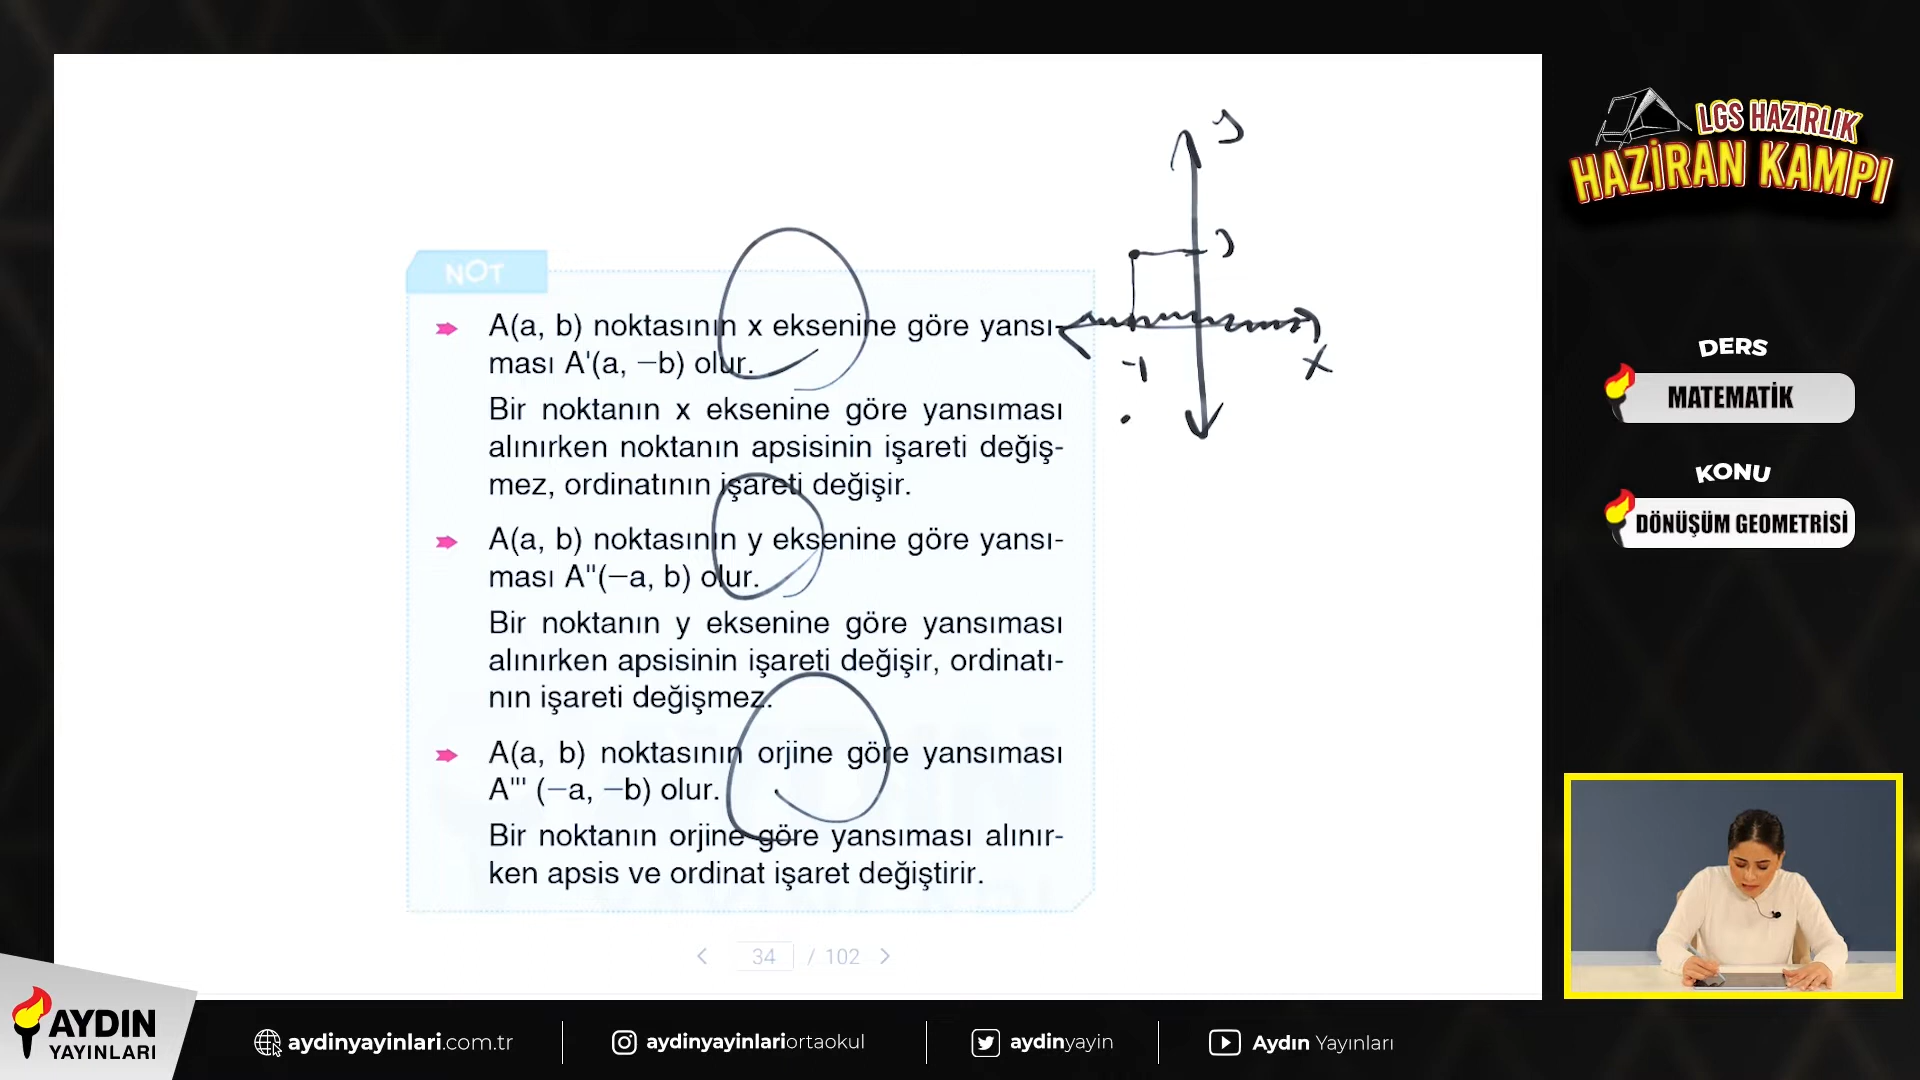 LGS HAZIRLIK
HAZİRAN KAMPI
y
NOT
A(a, b) noktasının x eksenine göre yansı-
ması A'(a, −b) olur.
Bir noktanın x eksenine göre yansıması
alınırken noktanın apsisinin işareti değiş-
mez, ordinatının işareti değişir.
A(a, b) noktasının y eksenine göre yansı-
ması A"(−a, b) olur.
Bir noktanın y eksenine göre yansıması
alınırken apsisinin işareti değişir, ordinatı-
nın işareti değişmez.
A(a, b) noktasının orjine göre yansıması
A''' (−a, −b) olur.
Bir noktanın orjine göre yansıması alınır-
ken apsis ve ordinat işaret değiştirir.
-1
x
34 / 102
DERS
MATEMATİK
KONU
DÖNÜŞÜM GEOMETRİSİ
AYDIN
YAYINLARI
aydinyayinlari.com.tr
aydinyayinlariortaokul
aydinyayin
Aydın Yayınları